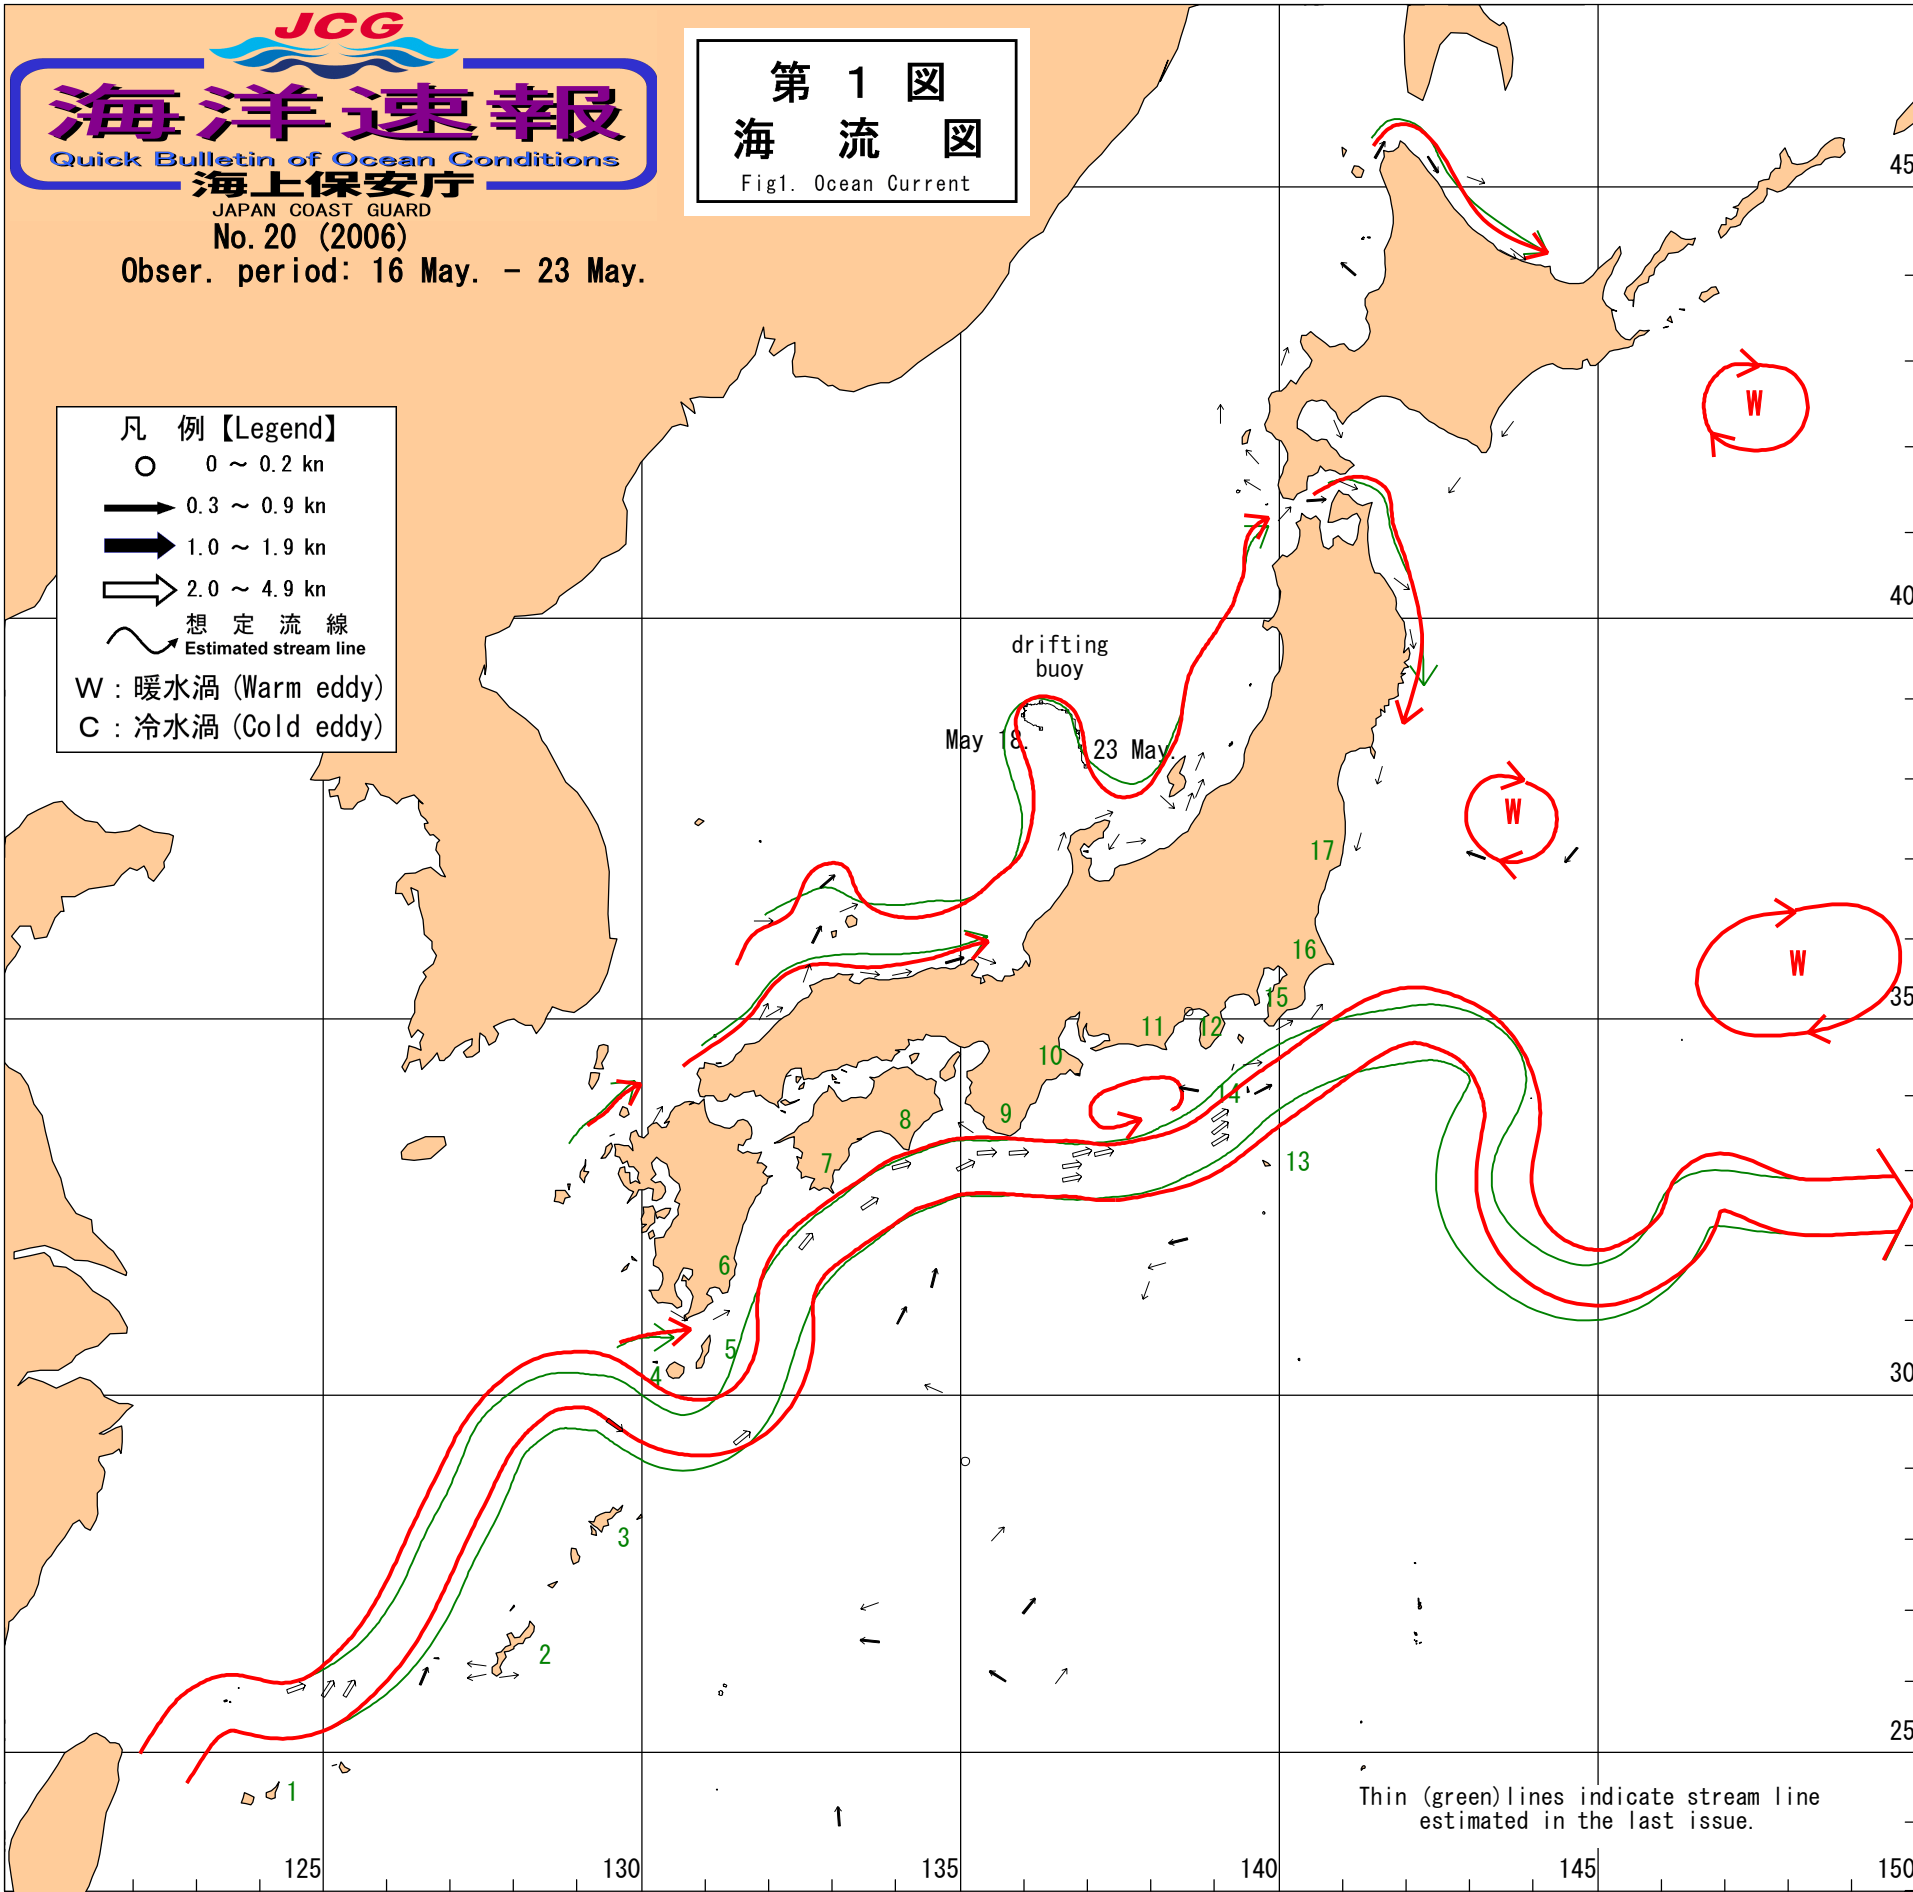 JCG
海洋速報
Quick Bulletin of Ocean Conditions
海上保安庁
JAPAN COAST GUARD
No.20 (2006)
Obser. period: 16 May. - 23 May.
第 1 図
海 流 図
Fig1. Ocean Current
凡 例【Legend】
0 ～ 0.2 kn
0.3 ～ 0.9 kn
1.0 ～ 1.9 kn
2.0 ～ 4.9 kn
想 定 流 線
Estimated stream line
W : 暖水渦 (Warm eddy)
C : 冷水渦 (Cold eddy)
45
W
40
drifting
buoy
May 18.
23 May.
W
17
16
W
35
15
11
12
10
14
9
8
7
13
6
5
4
30
3
2
25
1
Thin (green)lines indicate stream line
estimated in the last issue.
125
130
135
140
145
150